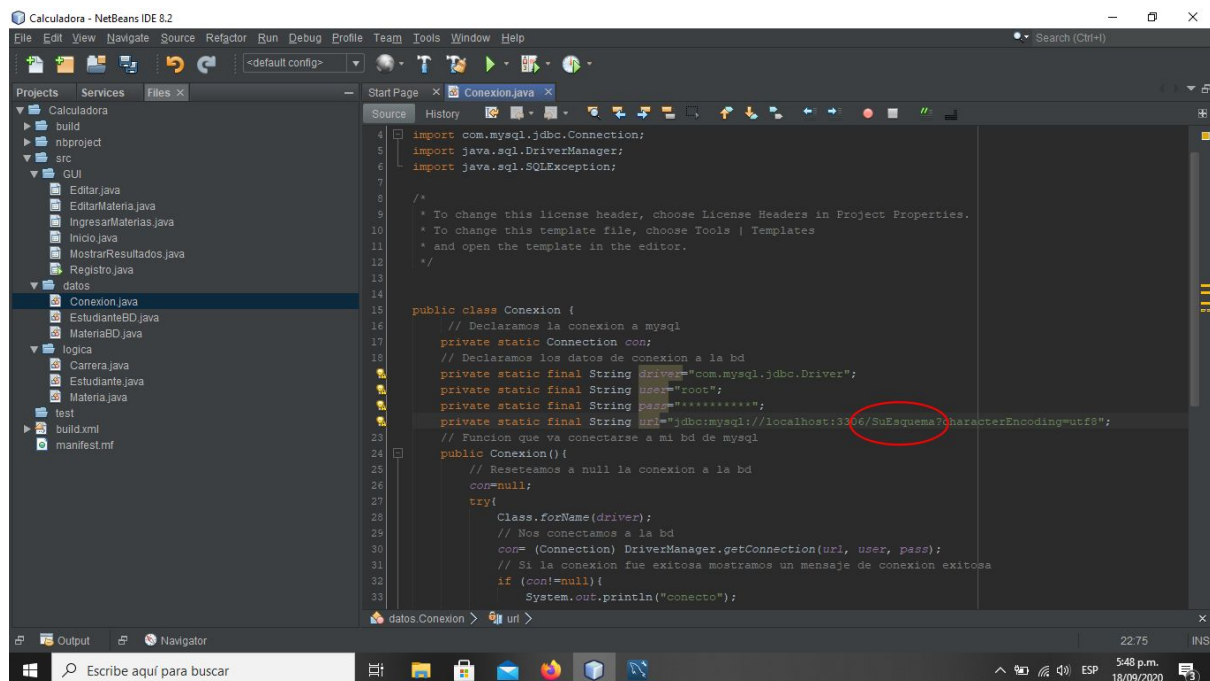 Calculadora - NetBeans IDE 8.2
File Edit View Navigate Source Refactor Run Debug Profile Team Tools Window Help
Search (Ctrl+I)
<default config>
Projects Services Files
Start Page Conexion.java
Source History
Calculadora
build
nbproject
src
GUI
Editar.java
EditarMateria.java
IngresarMaterias.java
Inicio.java
MostrarResultados.java
Registro.java
datos
Conexion.java
EstudianteBD.java
MateriaBD.java
logica
Carrera.java
Estudiante.java
Materia.java
test
build.xml
manifest.mf
4 import com.mysql.jdbc.Connection;
5 import java.sql.DriverManager;
6 import java.sql.SQLException;
7
8 /*
9 * To change this license header, choose License Headers in Project Properties.
10 * To change this template file, choose Tools | Templates
11 * and open the template in the editor.
12 */
13
14
15 public class Conexion {
16 // Declaramos la conexion a mysql
17 private static Connection con;
18 // Declaramos los datos de conexion a la bd
private static final String driver="com.mysql.jdbc.Driver";
private static final String user="root";
private static final String pass="**********";
private static final String url="jdbc:mysql://localhost:3306/SuEsquema?characterEncoding=utf8";
23 // Funcion que va conectarse a mi bd de mysql
24 public Conexion(){
25 // Reseteamos a null la conexion a la bd
26 con=null;
27 try{
28 Class.forName(driver);
29 // Nos conectamos a la bd
30 con= (Connection) DriverManager.getConnection(url, user, pass);
31 // Si la conexion fue exitosa mostramos un mensaje de conexion exitosa
32 if (con!=null){
33 System.out.println("conecto");
datos.Conexion > url >
Output Navigator
22:75 INS
Escribe aquí para buscar
ESP
5:48 p.m.
18/09/2020
3